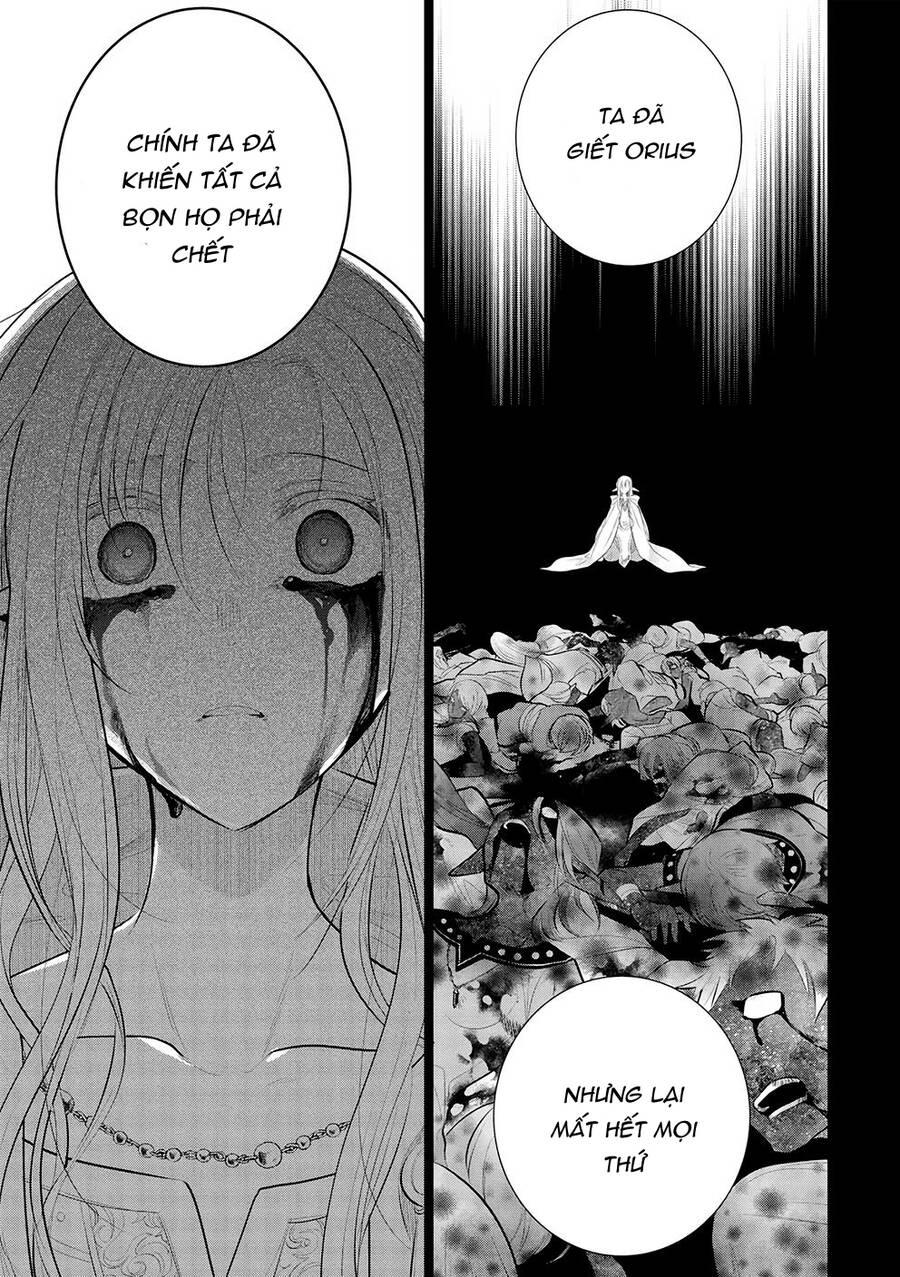 TA ĐÃ
GIẾT ORIUS
NHƯNG LẠI
MẤT HẾT MỌI
THỨ
CHÍNH TA ĐÃ
KHIẾN TẤT CẢ
BỌN HỌ PHẢI
CHẾT